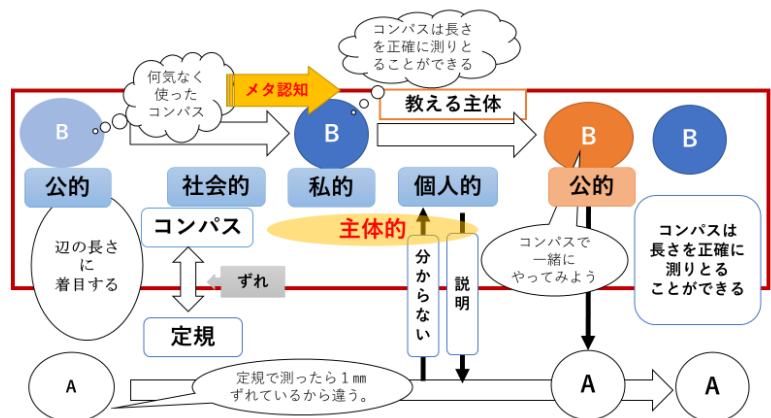 コンパスは長さ
を正確に測りと
ることができる
何気なく
使った
コンパス
メタ認知
教える主体
B
B
B
B
公的
社会的
私的
個人的
公的
コンパス
主体的
辺の長さ
に
着目する
ずれ
定規
分からない
説明
コンパスで
一緒に
やってみよう
コンパスは
長さを正確に
測りとる
ことができる
A
定規で測ったら１㎜
ずれているから違う。
A
A